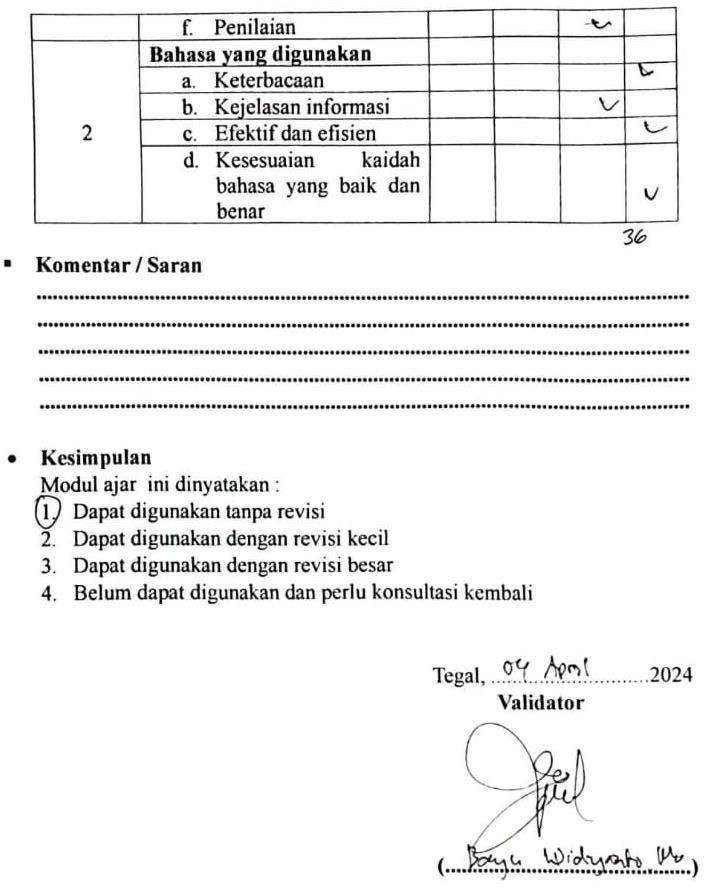 f. Penilaian
Bahasa yang digunakan
a. Keterbacaan
b. Kejelasan informasi
2 c. Efektif dan efisien
d. Kesesuaian kaidah
bahasa yang baik dan
benar
36
Komentar / Saran
Kesimpulan
Modul ajar ini dinyatakan :
1. Dapat digunakan tanpa revisi
2. Dapat digunakan dengan revisi kecil
3. Dapat digunakan dengan revisi besar
4. Belum dapat digunakan dan perlu konsultasi kembali
Tegal, 04 April 2024
Validator
(Bayu Widiyanto)